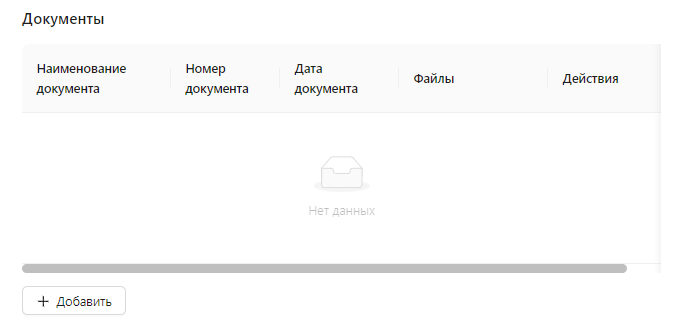 Документы
Наименование документа
Номер документа
Дата документа
Файлы
Действия
Нет данных
Добавить